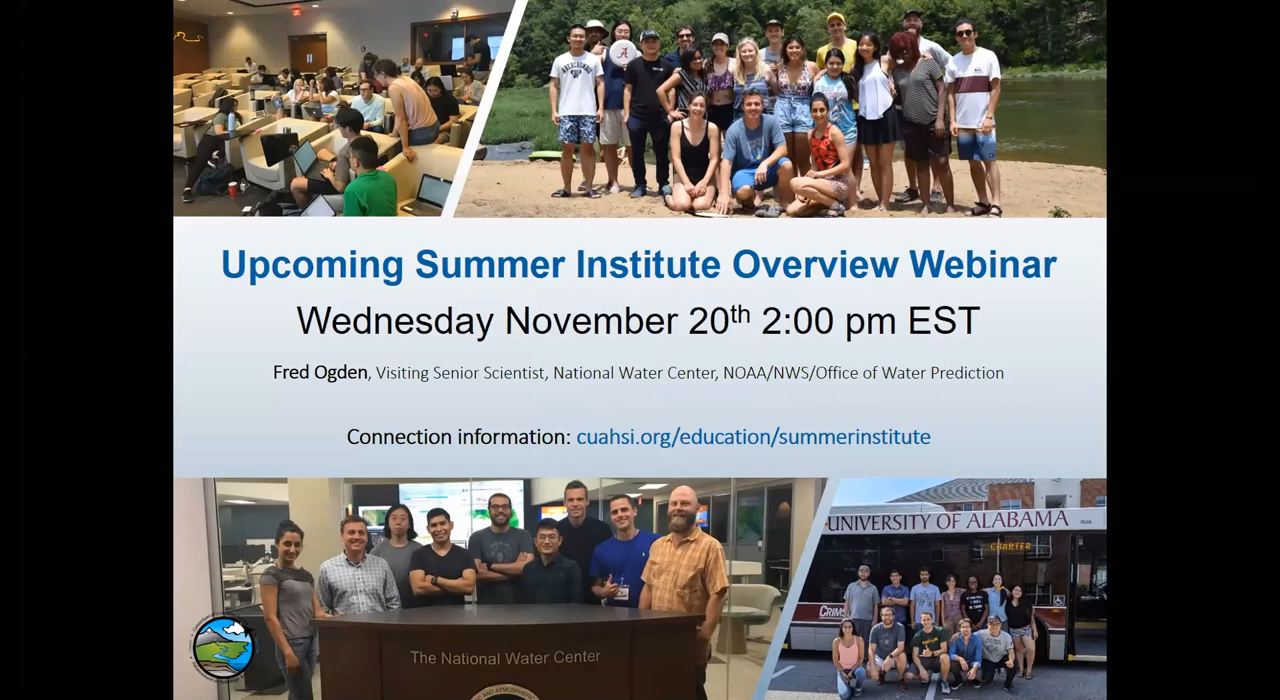 Upcoming Summer Institute Overview Webinar
Wednesday November 20th 2:00 pm EST
Fred Ogden, Visiting Senior Scientist, National Water Center, NOAA/NWS/Office of Water Prediction
Connection information: cuahsi.org/education/summerinstitute
UNIVERSITY OF ALABAMA
CHARTER
CRIMS
The National Water Center